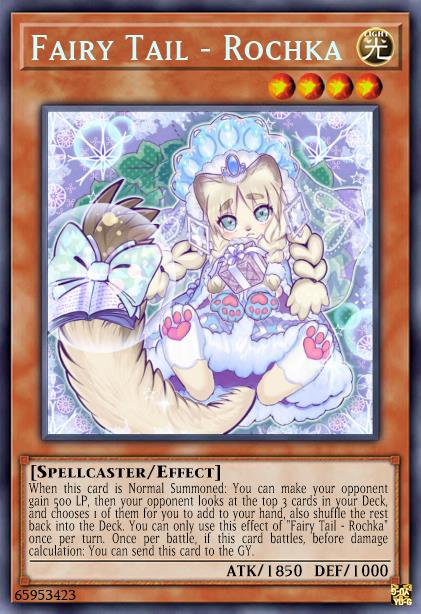 Fairy Tail - Rochka
LIGHT
光
[Spellcaster/Effect]
When this card is Normal Summoned: You can make your opponent
gain 500 LP, then your opponent looks at the top 3 cards in your Deck,
and chooses 1 of them for you to add to your hand, also shuffle the rest
back into the Deck. You can only use this effect of "Fairy Tail - Rochka"
once per turn. Once per battle, if this card battles, before damage
calculation: You can send this card to the GY.
ATK/1850 DEF/1000
65953423